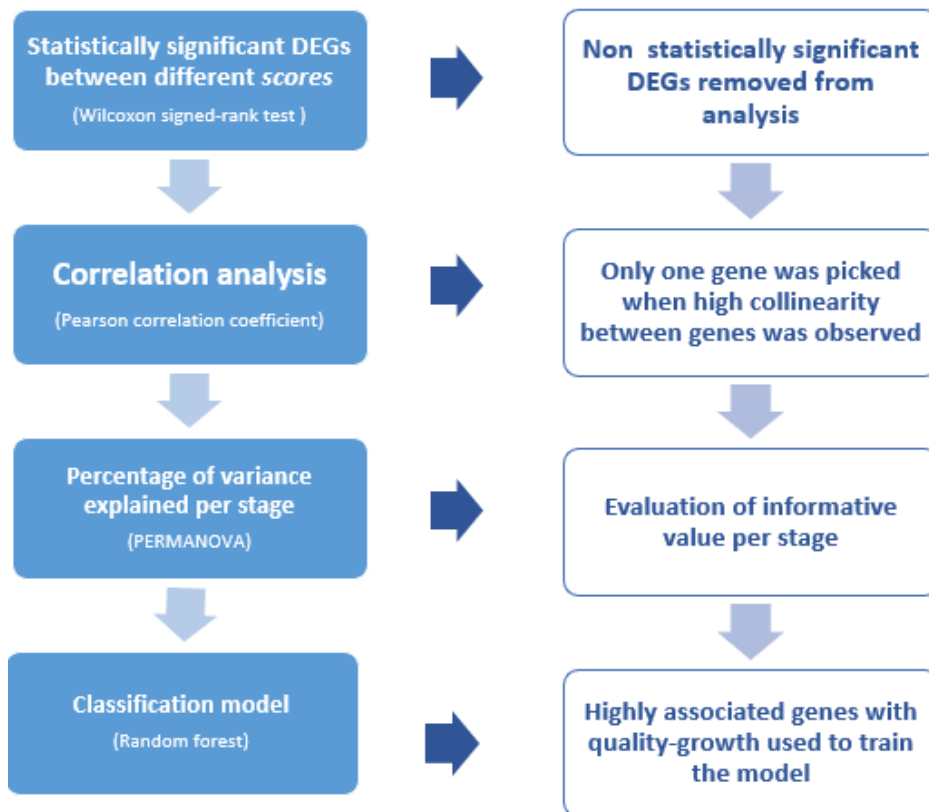 Statistically significant DEGs
between different scores
(Wilcoxon signed-rank test )
Non  statistically significant
DEGs removed from
analysis
Correlation analysis
(Pearson correlation coefficient)
Only one gene was picked
when high collinearity
between genes was observed
Percentage of variance
explained per stage
(PERMANOVA)
Evaluation of informative
value per stage
Classification model
(Random forest)
Highly associated genes with
quality-growth used to train
the model